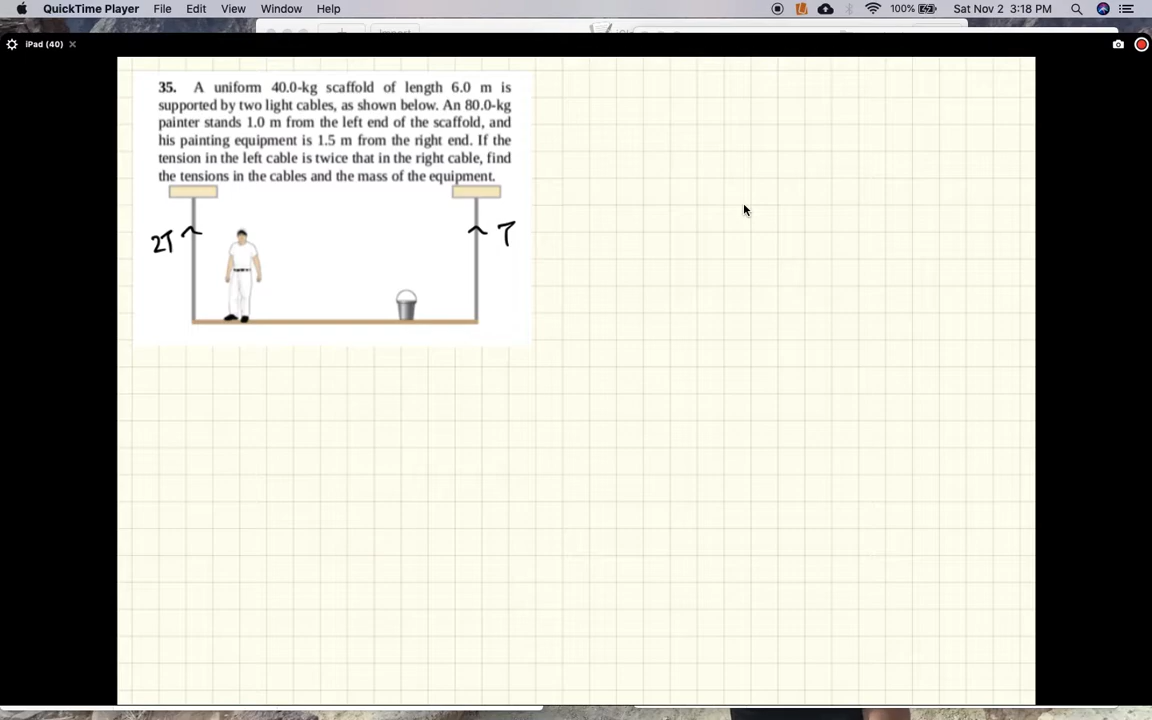 QuickTime Player File Edit View Window Help 100% Sat Nov 2 3:18 PM
iPad (40)
35. A uniform 40.0-kg scaffold of length 6.0 m is
supported by two light cables, as shown below. An 80.0-kg
painter stands 1.0 m from the left end of the scaffold, and
his painting equipment is 1.5 m from the right end. If the
tension in the left cable is twice that in the right cable, find
the tensions in the cables and the mass of the equipment.
2T T